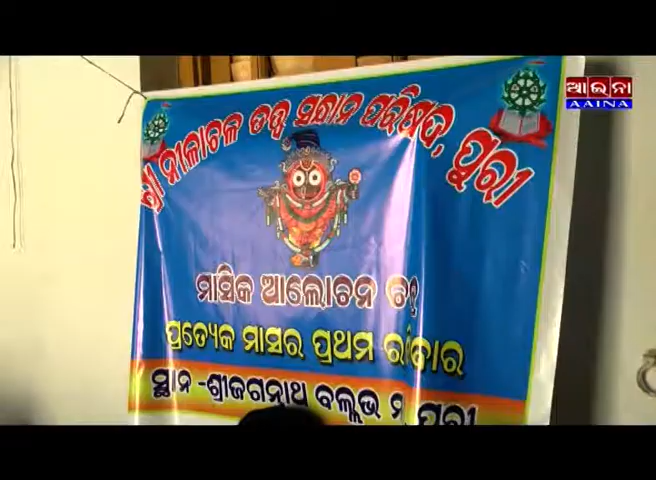 ଆଇନା
AAINA
ଶ୍ରୀ ନୀଳାଚଳ ତତ୍ତ୍ୱ ସନ୍ଧାନ ପରିଷଦ, ପୁରୀ
ମାସିକ ଆଲୋଚନା ଚକ୍ର
ପ୍ରତ୍ୟେକ ମାସର ପ୍ରଥମ ରବିବାର
ସ୍ଥାନ -ଶ୍ରୀଜଗନ୍ନାଥ ବଲ୍ଲଭ ପୁରୀ